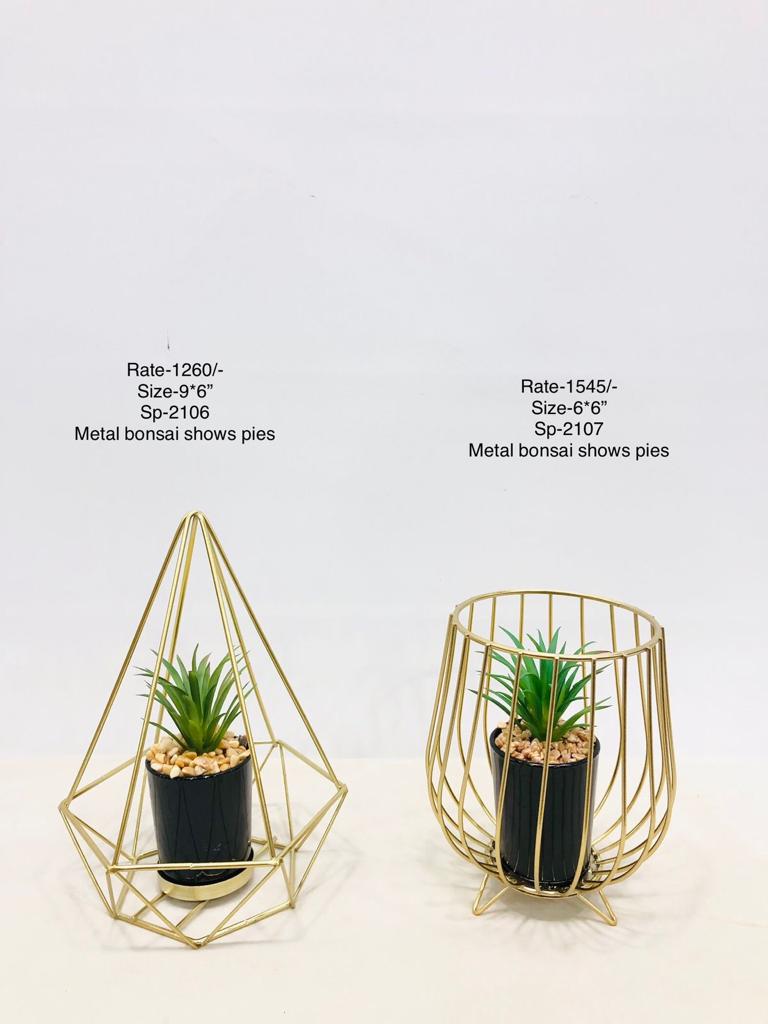 Rate-1260/-
Size-9*6”
Sp-2106
Metal bonsai shows pies
Rate-1545/-
Size-6*6”
Sp-2107
Metal bonsai shows pies